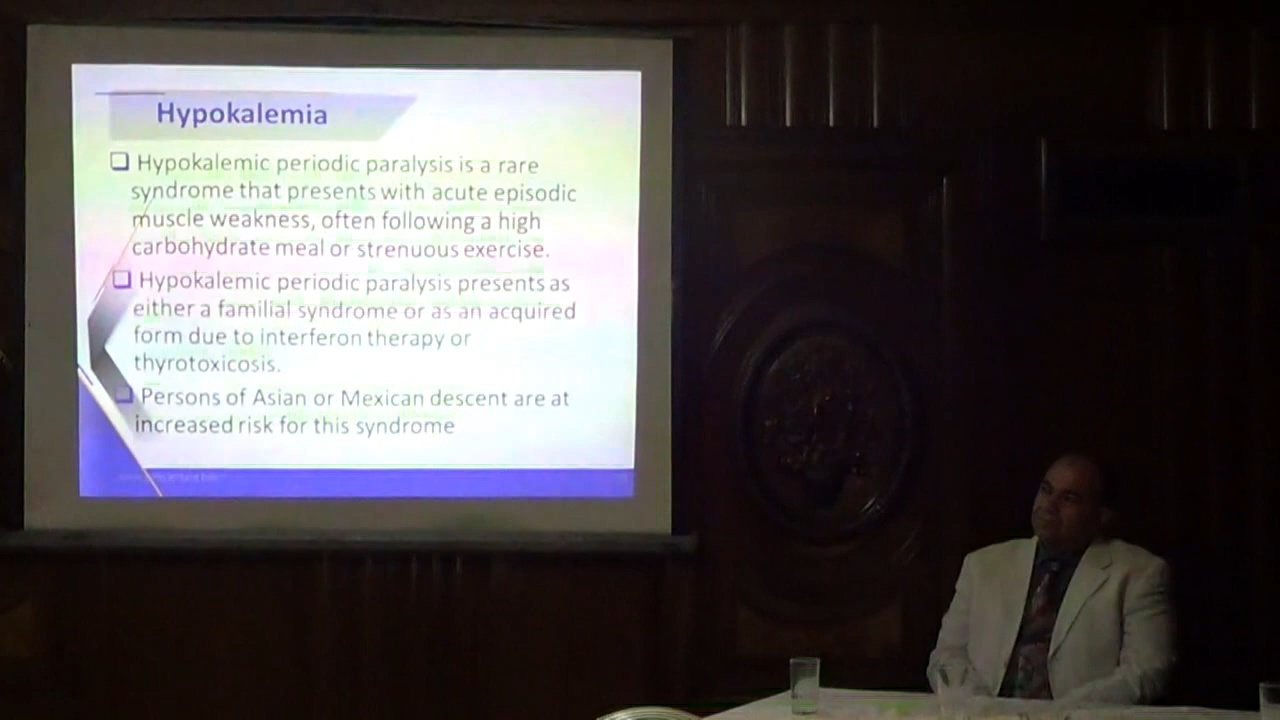 Hypokalemia
Hypokalemic periodic paralysis is a rare
syndrome that presents with acute episodic
muscle weakness, often following a high
carbohydrate meal or strenuous exercise.
Hypokalemic periodic paralysis presents as
either a familial syndrome or as an acquired
form due to interferon therapy or
thyrotoxicosis.
Persons of Asian or Mexican descent are at
increased risk for this syndrome